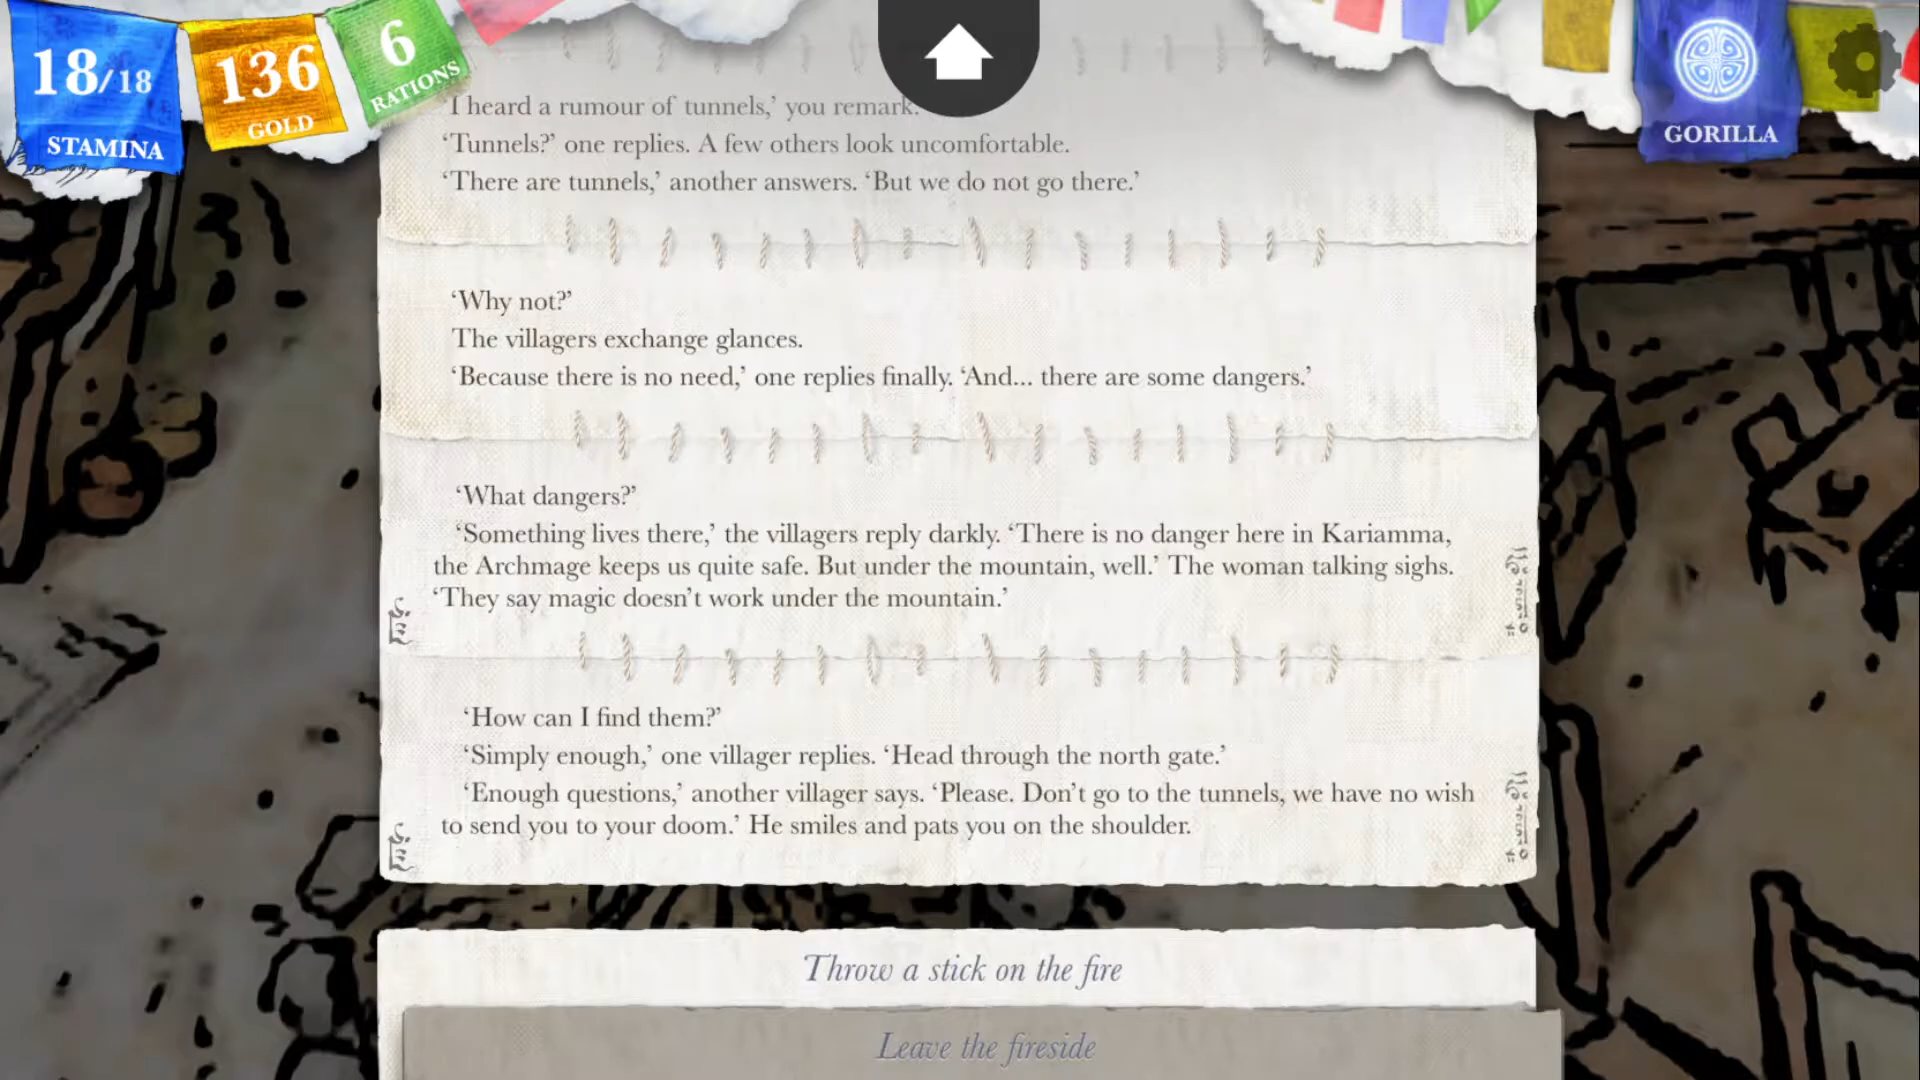 18/18
STAMINA
136
GOLD
6
RATIONS
GORILLA
‘I heard a rumour of tunnels,’ you remark.
‘Tunnels?’ one replies. A few others look uncomfortable.
‘There are tunnels,’ another answers. ‘But we do not go there.’
‘Why not?’
The villagers exchange glances.
‘Because there is no need,’ one replies finally. ‘And... there are some dangers.’
‘What dangers?’
‘Something lives there,’ the villagers reply darkly. ‘There is no danger here in Kariamma,
the Archmage keeps us quite safe. But under the mountain, well.’ The woman talking sighs.
‘They say magic doesn’t work under the mountain.’
‘How can I find them?’
‘Simply enough,’ one villager replies. ‘Head through the north gate.’
‘Enough questions,’ another villager says. ‘Please. Don’t go to the tunnels, we have no wish
to send you to your doom.’ He smiles and pats you on the shoulder.
Throw a stick on the fire
Leave the fireside